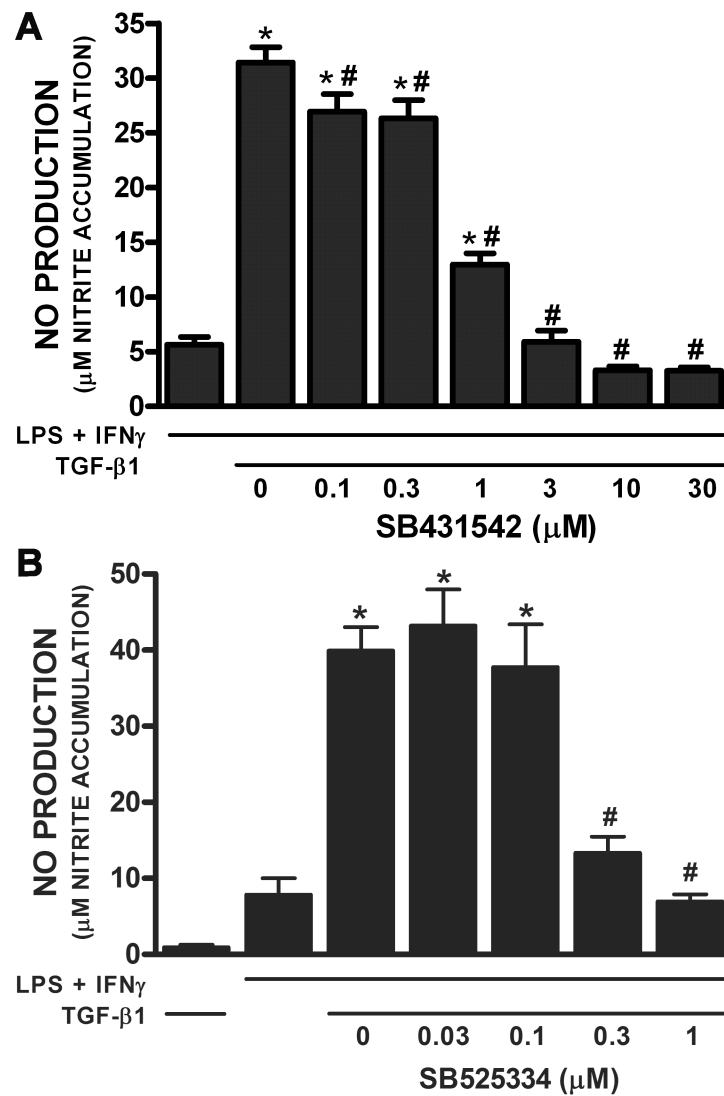 A
NO PRODUCTION
(μM NITRITE ACCUMULATION)
35
30
25
20
15
10
5
0
* *# *# *# # # #
LPS + IFNγ
TGF-β1
0 0.1 0.3 1 3 10 30
SB431542 (μM)
B
NO PRODUCTION
(μM NITRITE ACCUMULATION)
50
40
30
20
10
0
* * * # #
LPS + IFNγ
TGF-β1
0 0.03 0.1 0.3 1
SB525334 (μM)